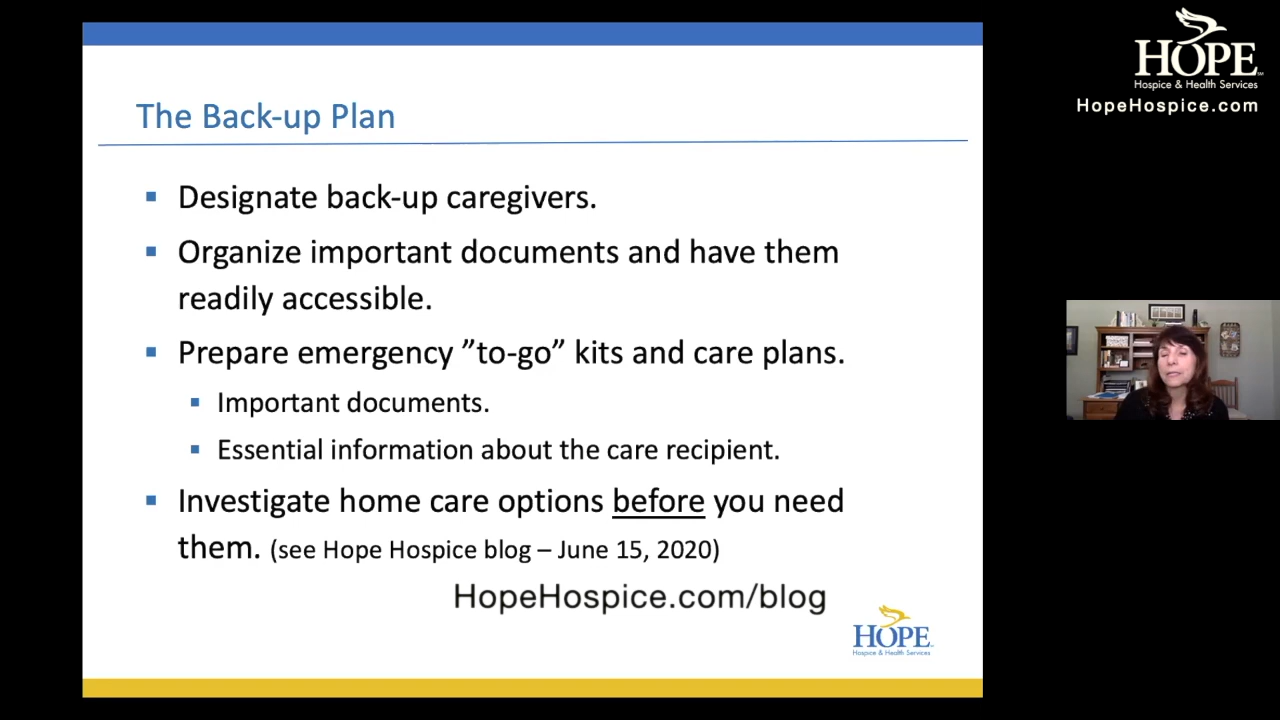 The Back-up Plan
Designate back-up caregivers.
Organize important documents and have them
readily accessible.
Prepare emergency ”to-go” kits and care plans.
Important documents.
Essential information about the care recipient.
Investigate home care options before you need
them. (see Hope Hospice blog – June 15, 2020)
HopeHospice.com/blog
HOPE
Hospice & Health Services
HOPE
Hospice & Health Services
HopeHospice.com